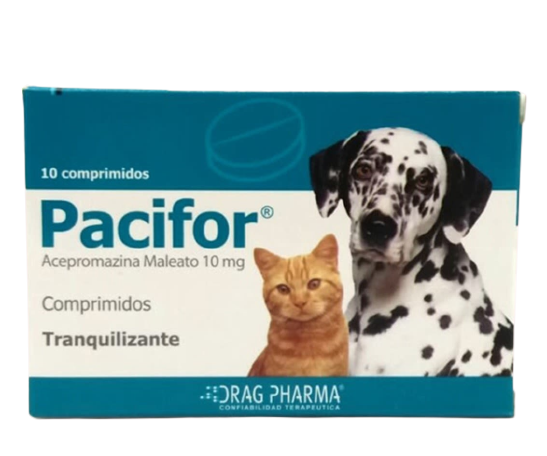 10 comprimidos
Pacifor®
Acepromazina Maleato 10 mg
Comprimidos
Tranquilizante
DRAG PHARMA®
CONFIABILIDAD TERAPEUTICA